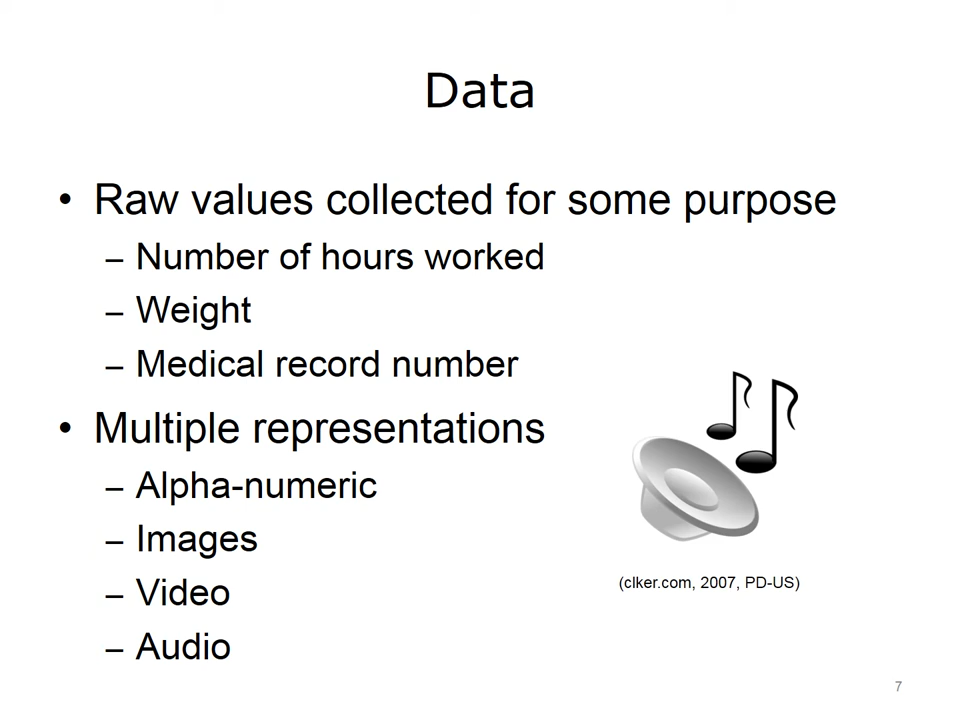 Data
• Raw values collected for some purpose
– Number of hours worked
– Weight
– Medical record number
• Multiple representations
– Alpha-numeric
– Images
– Video
– Audio
(clker.com, 2007, PD-US)
7